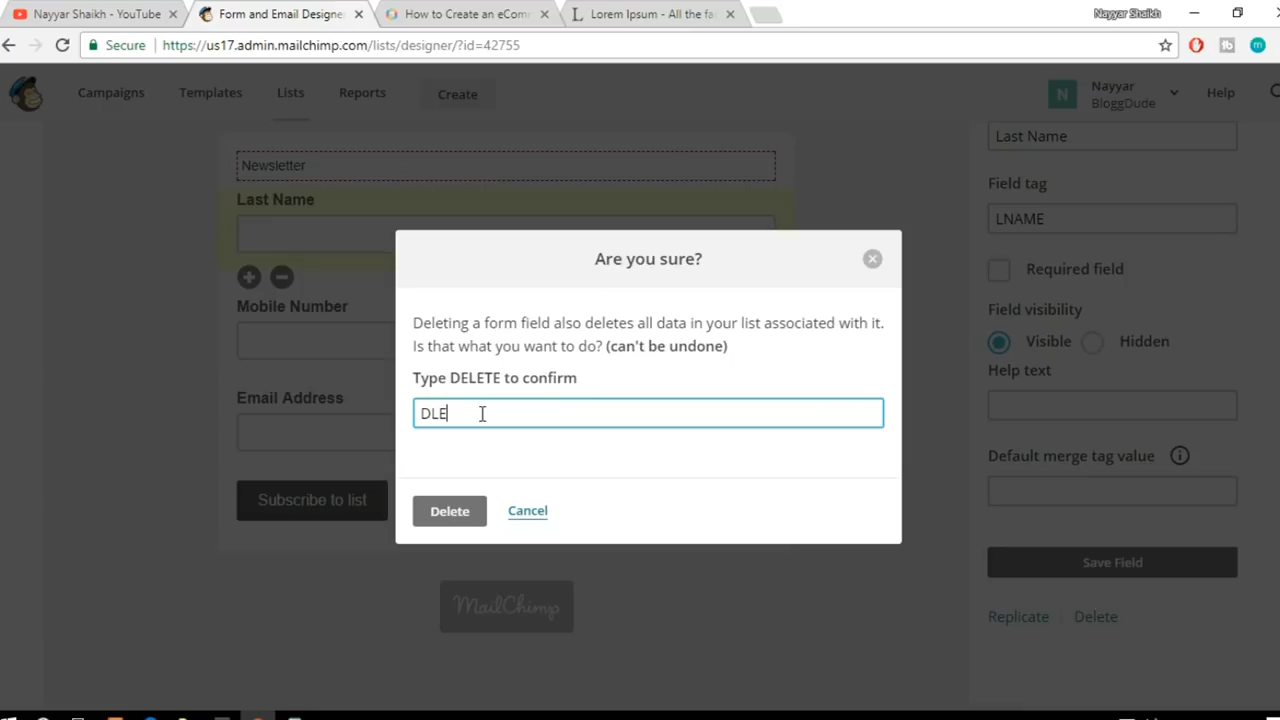 Nayyar Shaikh - YouTube
Form and Email Designe
How to Create an eComm
Lorem Ipsum - All the fa
Nayyar Shaikh
Secure
https://us17.admin.mailchimp.com/lists/designer/?id=42755
Campaigns
Templates
Lists
Reports
Create
N
Nayyar
BloggDude
Help
Newsletter
Last Name
Mobile Number
Email Address
Subscribe to list
MailChimp
Are you sure?
Deleting a form field also deletes all data in your list associated with it.
Is that what you want to do? (can't be undone)
Type DELETE to confirm
DLE
Delete
Cancel
Last Name
Field tag
LNAME
Required field
Field visibility
Visible
Hidden
Help text
Default merge tag value
Save Field
Replicate
Delete